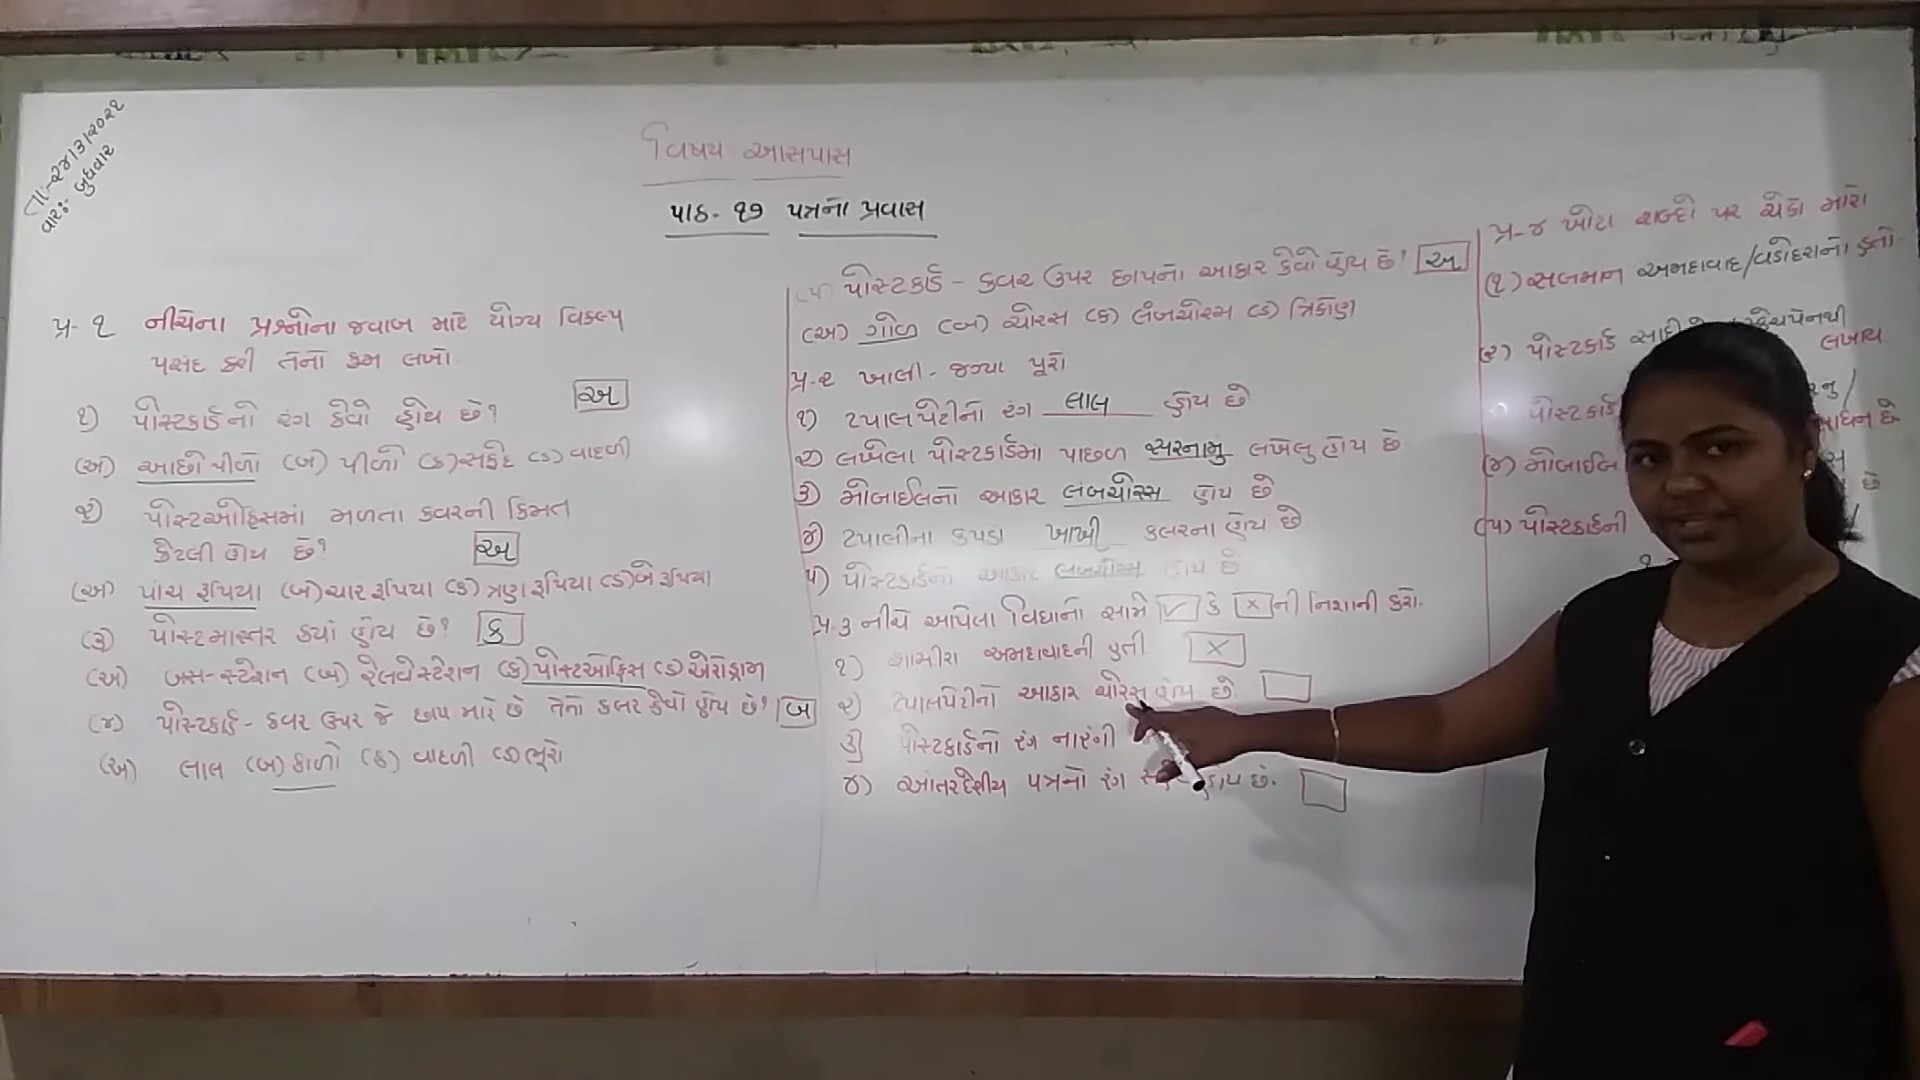 તા:-૨૪/૩/૨૦૨૧
વાર:- બુધવાર
વિષય આસપાસ
પાઠ- ૧૭ પત્રનો પ્રવાસ
પ્ર- ૧ નીચેના પ્રશ્નોના જવાબ માટે યોગ્ય વિકલ્પ
પસંદ કરી તેનો ક્રમ લખો.
૧) પોસ્ટકાર્ડનો રંગ કેવો હોય છે? અ
(અ) આછો પીળો (બ) પીળો (ક) સફેદ (ડ) વાદળી
૨) પોસ્ટઓફિસમાં મળતા કવરની કિંમત
કેટલી હોય છે? અ
(અ) પાંચ રૂપિયા (બ) ચાર રૂપિયા (ક) ત્રણ રૂપિયા (ડ) બે રૂપિયા
(૩) પોસ્ટમાસ્તર કયાં હોય છે? ક
(અ) બસ-સ્ટેશન (બ) રેલવેસ્ટેશન (ક) પોસ્ટઓફિસ (ડ) એરોડ્રામ
(૪) પોસ્ટકાર્ડ - કવર ઉપર જે છાપ મારે છે તેનો કલર કેવો હોય છે? બ
(અ) લાલ (બ) કાળો (ક) વાદળી (ડ) ભૂરો
(૫) પોસ્ટકાર્ડ - કવર ઉપર છાપનો આકાર કેવો હોય છે? અ
(અ) ગોળ (બ) ચોરસ (ક) લંબચોરસ (ડ) ત્રિકોણ
પ્ર-૨ ખાલી - જગ્યા પૂરો
૧) ટપાલપેટીનો રંગ લાલ હોય છે
૨) લખેલા પોસ્ટકાર્ડમાં પાછળ સરનામુ લખેલુ હોય છે
૩) મોબાઈલનો આકાર લંબચોરસ હોય છે
૪) ટપાલીના કપડા ખાખી કલરના હોય છે
૫) પોસ્ટકાર્ડનો આકાર લંબચોરસ હોય છે
પ્ર-૩ નીચે આપેલા વિધાનો સામે ✓ કે × ની નિશાની કરો.
૧) શામીરા અમદાવાદની હતી ×
૨) ટપાલપેટીનો આકાર ચોરસ હોય છે
૩) પોસ્ટકાર્ડનો રંગ નારંગી
૪) આંતરદેશીય પત્રનો રંગ હોય છે.
પ્ર-૪ ખોટા શબ્દો પર ચેકો મારો
(૧) સલમાન અમદાવાદ/વડોદરાનો હતો
(૨) પોસ્ટકાર્ડ લખાય
પોસ્ટકાર્ડ
સાધન છે
(૪) મોબાઈલ
છે
(૫) પોસ્ટકાર્ડની